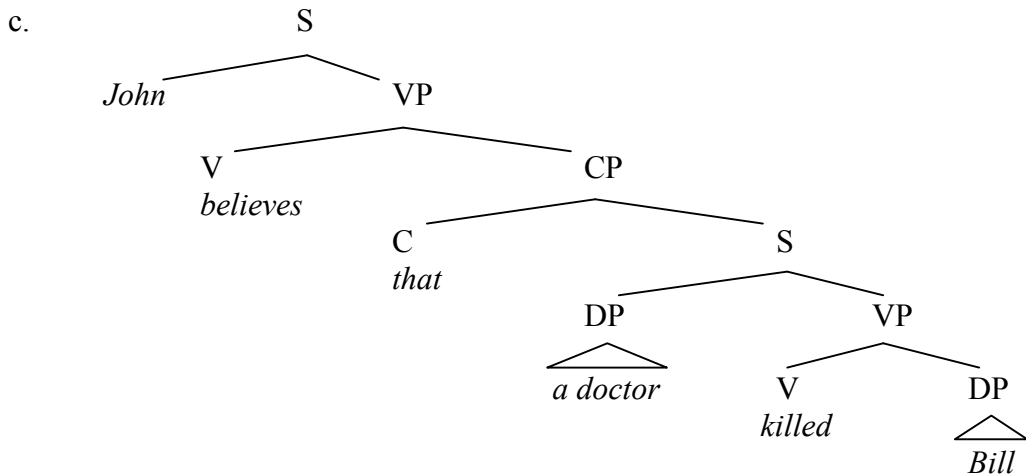 c. S
John VP
V CP
believes
C S
that
DP VP
a doctor V DP
killed
Bill